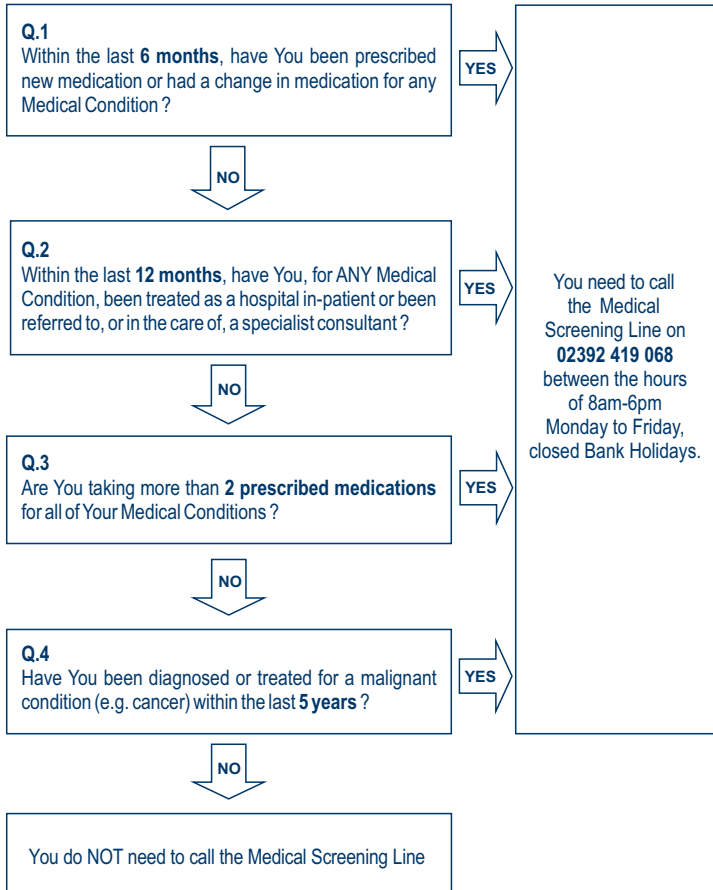 Q.1
Within the last 6 months, have You been prescribed
new medication or had a change in medication for any
Medical Condition ?
YES
NO
Q.2
Within the last 12 months, have You, for ANY Medical
Condition, been treated as a hospital in-patient or been
referred to, or in the care of, a specialist consultant ?
YES
NO
Q.3
Are You taking more than 2 prescribed medications
for all of Your Medical Conditions ?
YES
NO
Q.4
Have You been diagnosed or treated for a malignant
condition (e.g. cancer) within the last 5 years ?
YES
NO
You do NOT need to call the Medical Screening Line
You need to call
the Medical
Screening Line on
02392 419 068
between the hours
of 8am-6pm
Monday to Friday,
closed Bank Holidays.